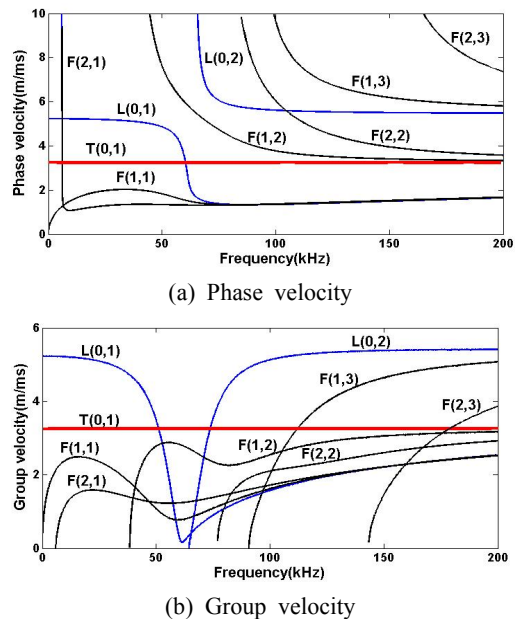 10
8
6
4
2
0
Phase velocity(m/ms)
F(2,1)
L(0,2)
F(2,3)
L(0,1)
F(1,3)
T(0,1)
F(1,2)
F(2,2)
F(1,1)
0 50 100 150 200
Frequency(kHz)
(a) Phase velocity
6
4
2
0
Group velocity(m/ms)
L(0,1)
L(0,2)
F(1,3)
T(0,1)
F(2,3)
F(1,1)
F(1,2)
F(2,2)
F(2,1)
0 50 100 150 200
Frequency(kHz)
(b) Group velocity